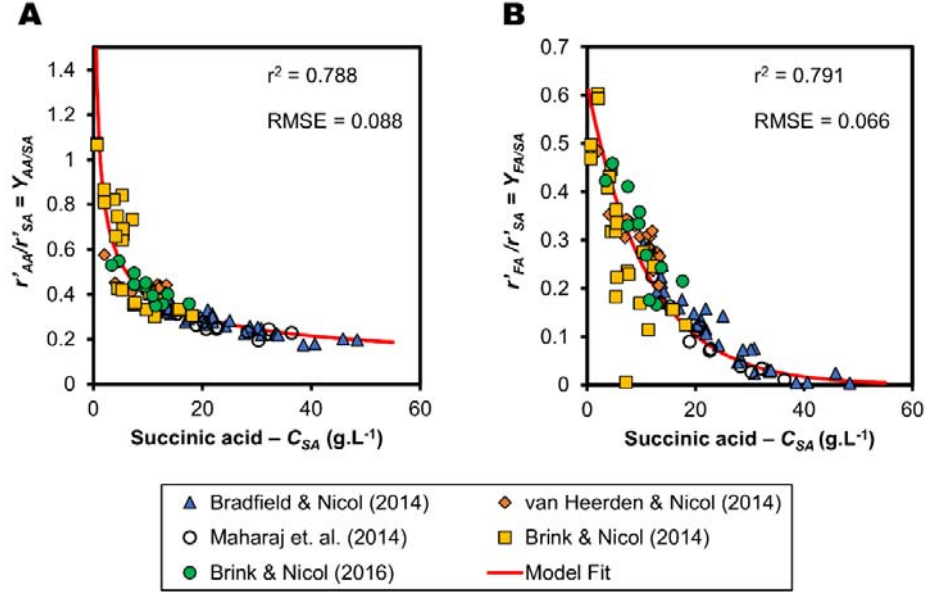 A
B
r² = 0.788
RMSE = 0.088
r² = 0.791
RMSE = 0.066
r'AA/r'SA = YAA/SA
1.4
1.2
1
0.8
0.6
0.4
0.2
0
0 20 40 60
Succinic acid – CSA (g.L-1)
r'FA/r'SA = YFA/SA
0.7
0.6
0.5
0.4
0.3
0.2
0.1
0
0 20 40 60
Succinic acid – CSA (g.L-1)
Bradfield & Nicol (2014)
van Heerden & Nicol (2014)
Maharaj et. al. (2014)
Brink & Nicol (2014)
Brink & Nicol (2016)
Model Fit